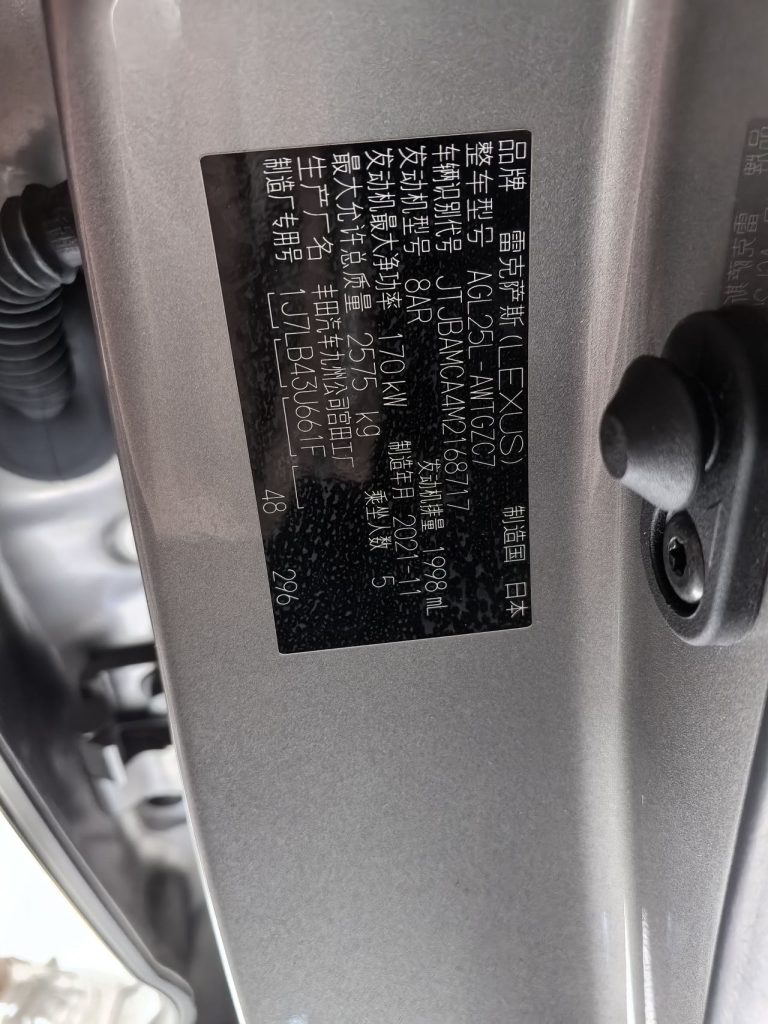 品牌 雷克萨斯(LEXUS) 制造国 日本
整车型号 AGL25L-AWTGZC7
车辆识别代号 JTJBAMCA4M2168717
发动机型号 8AR 发动机排量 1998 ml
发动机最大净功率 170 kW 制造年月 2021-11
最大允许总质量 2575 kg 乘坐人数 5
生产厂名 丰田汽车九州公司宫田工厂
制造厂专用号 1J7LB43U661F 48 296